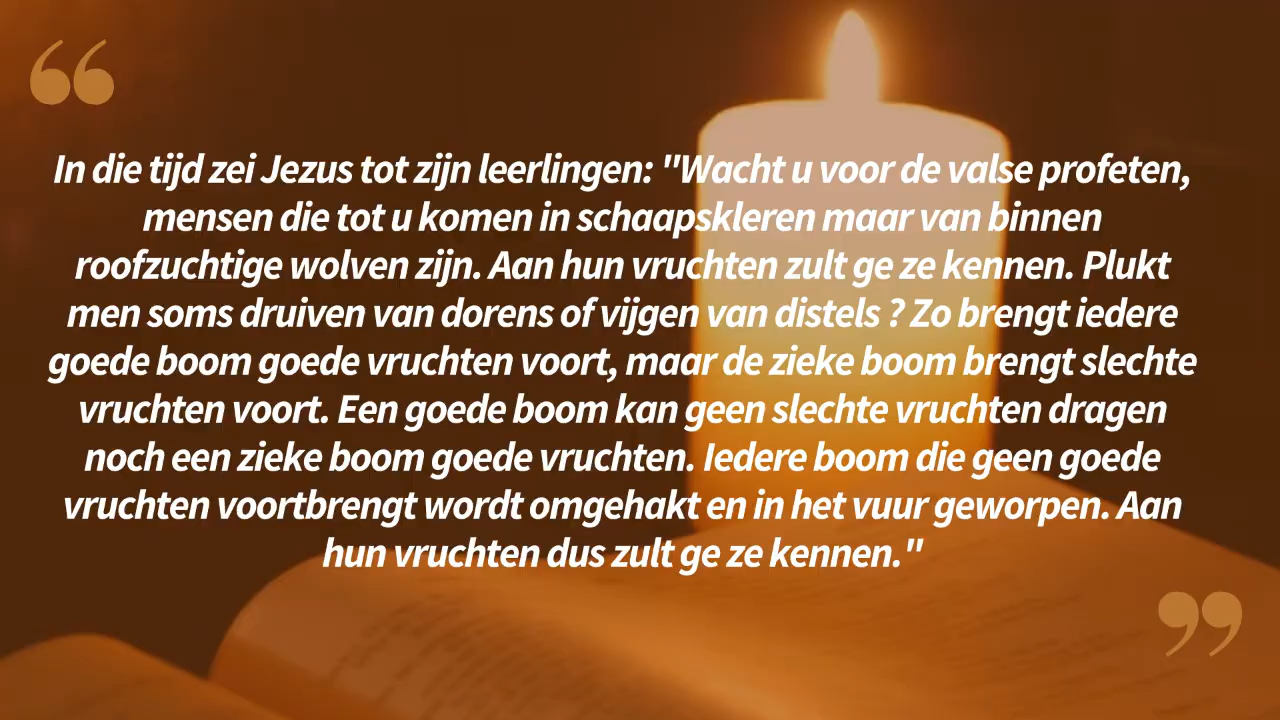 “
In die tijd zei Jezus tot zijn leerlingen: "Wacht u voor de valse profeten,
mensen die tot u komen in schaapskleren maar van binnen
roofzuchtige wolven zijn. Aan hun vruchten zult ge ze kennen. Plukt
men soms druiven van dorens of vijgen van distels ? Zo brengt iedere
goede boom goede vruchten voort, maar de zieke boom brengt slechte
vruchten voort. Een goede boom kan geen slechte vruchten dragen
noch een zieke boom goede vruchten. Iedere boom die geen goede
vruchten voortbrengt wordt omgehakt en in het vuur geworpen. Aan
hun vruchten dus zult ge ze kennen."
”